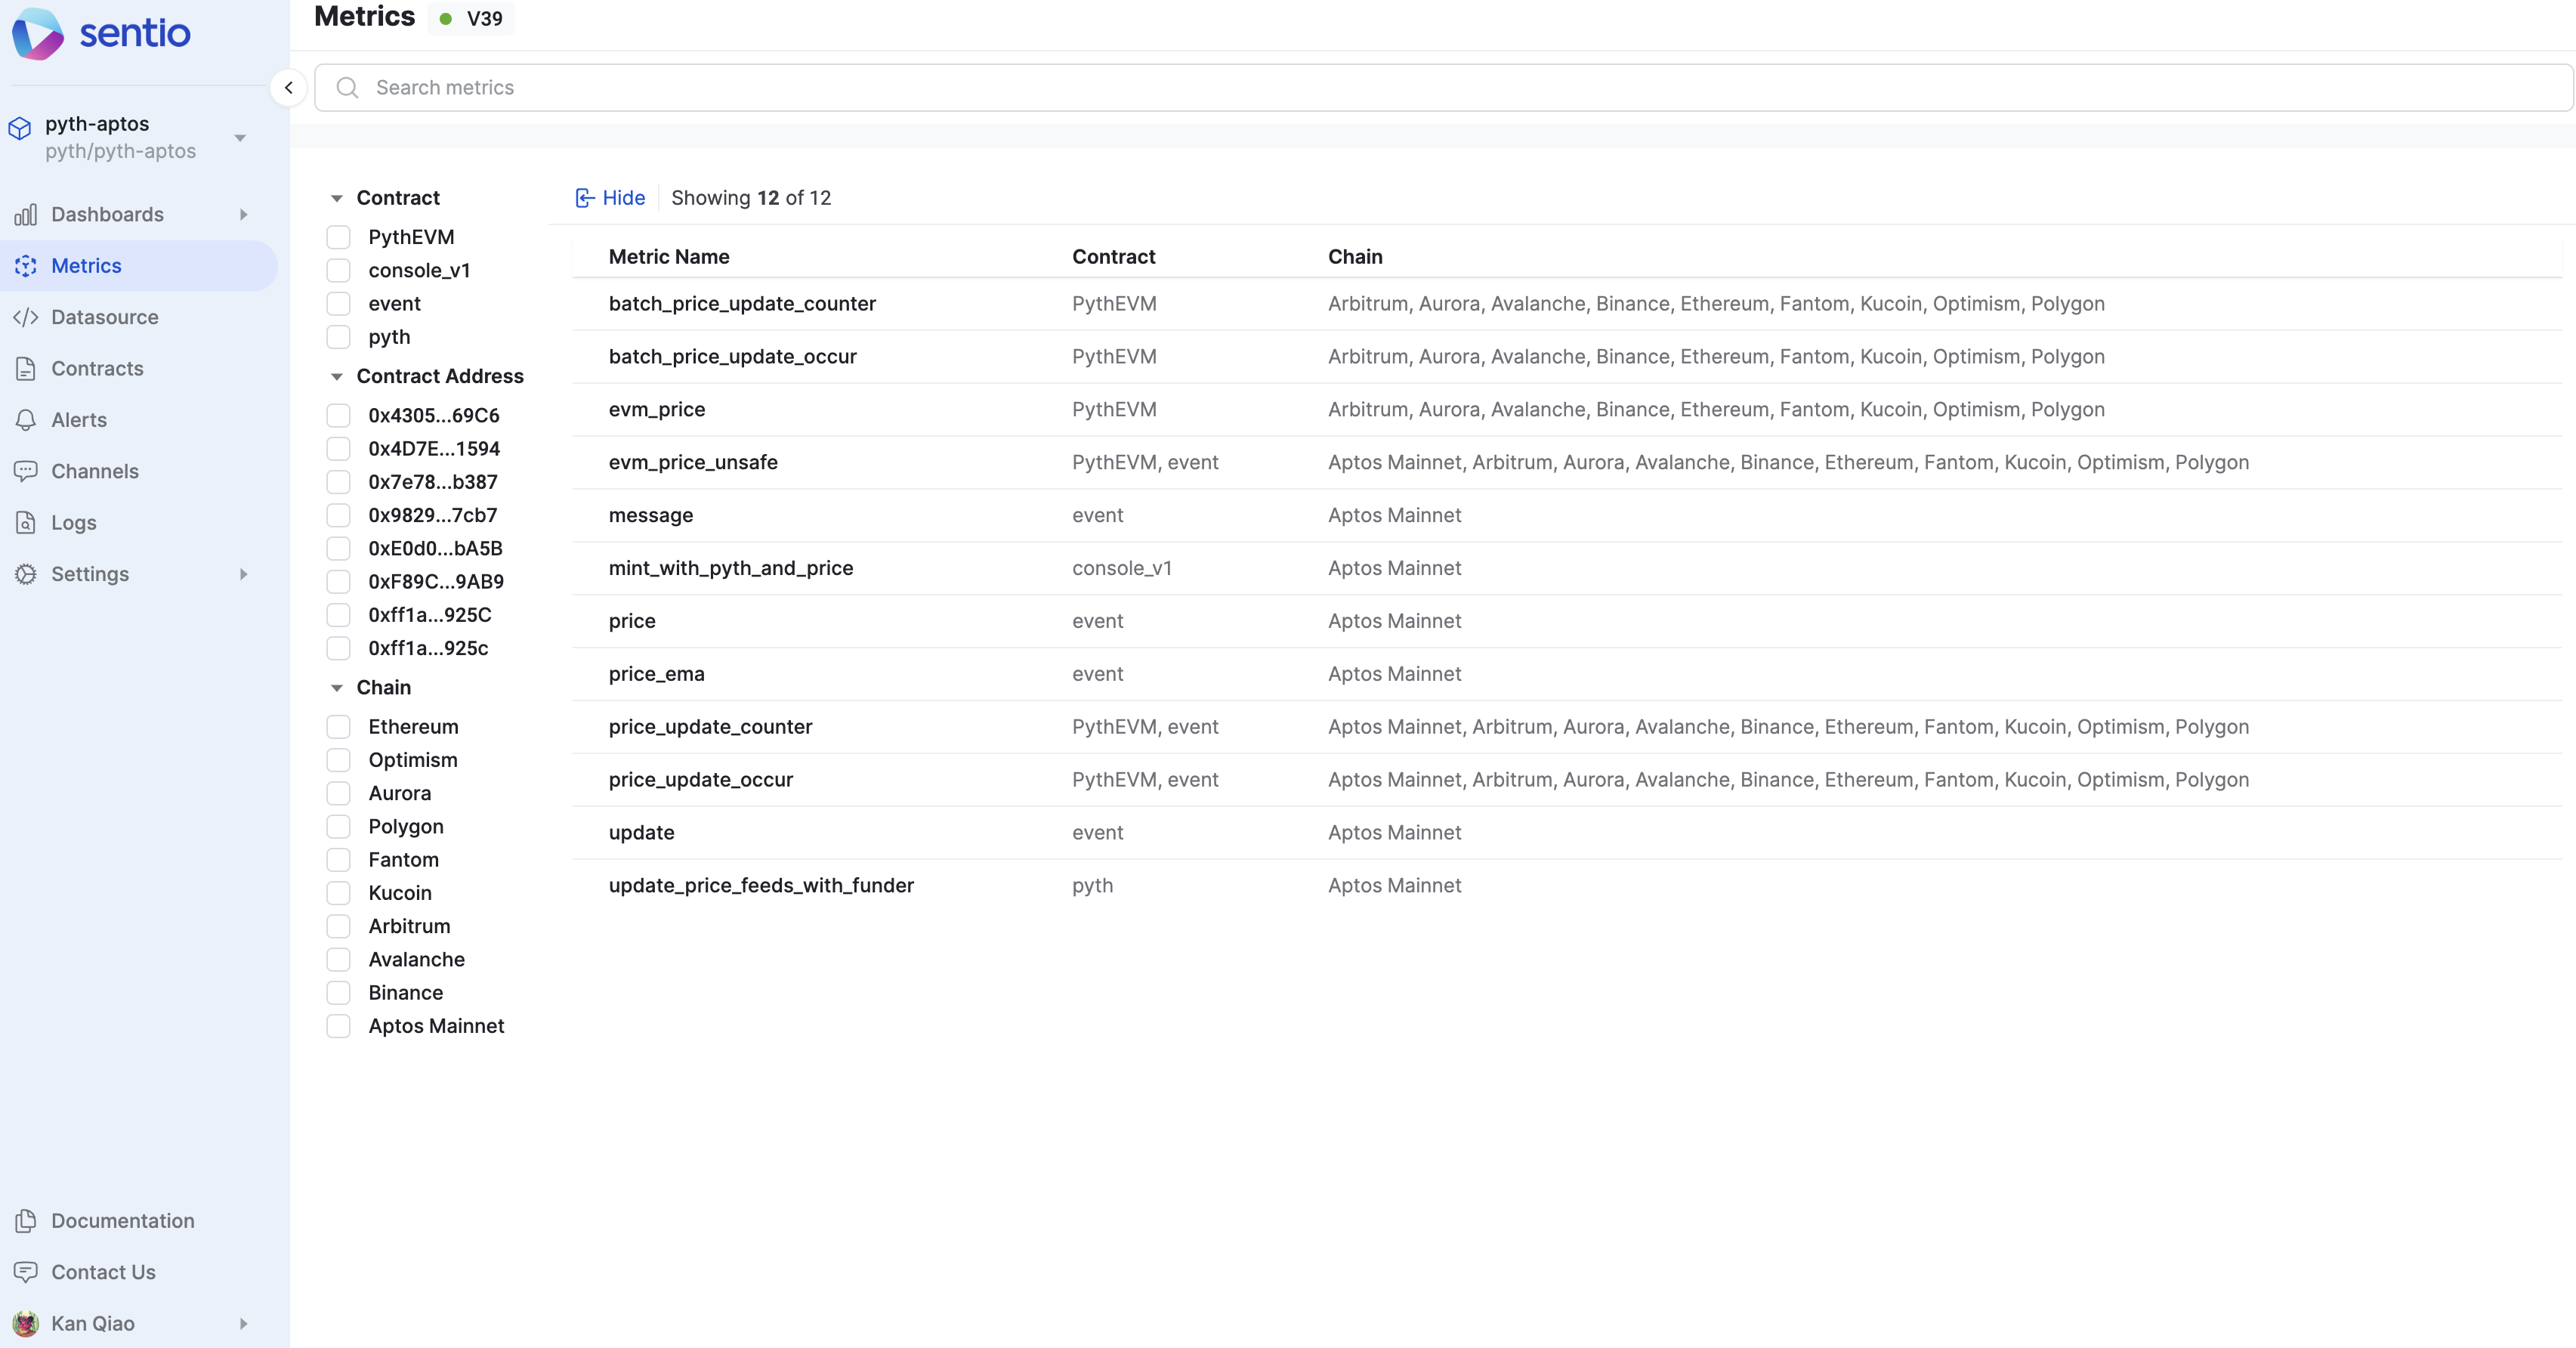 sentio
pyth-aptos
pyth/pyth-aptos
Dashboards
Metrics
Datasource
Contracts
Alerts
Channels
Logs
Settings
Documentation
Contact Us
Kan Qiao
Metrics V39
Search metrics
Contract
PythEVM
console_v1
event
pyth
Contract Address
0x4305...69C6
0x4D7E...1594
0x7e78...b387
0x9829...7cb7
0xE0d0...bA5B
0xF89C...9AB9
0xff1a...925C
0xff1a...925c
Chain
Ethereum
Optimism
Aurora
Polygon
Fantom
Kucoin
Arbitrum
Avalanche
Binance
Aptos Mainnet
Hide Showing 12 of 12
Metric Name Contract Chain
batch_price_update_counter PythEVM Arbitrum, Aurora, Avalanche, Binance, Ethereum, Fantom, Kucoin, Optimism, Polygon
batch_price_update_occur PythEVM Arbitrum, Aurora, Avalanche, Binance, Ethereum, Fantom, Kucoin, Optimism, Polygon
evm_price PythEVM Arbitrum, Aurora, Avalanche, Binance, Ethereum, Fantom, Kucoin, Optimism, Polygon
evm_price_unsafe PythEVM, event Aptos Mainnet, Arbitrum, Aurora, Avalanche, Binance, Ethereum, Fantom, Kucoin, Optimism, Polygon
message event Aptos Mainnet
mint_with_pyth_and_price console_v1 Aptos Mainnet
price event Aptos Mainnet
price_ema event Aptos Mainnet
price_update_counter PythEVM, event Aptos Mainnet, Arbitrum, Aurora, Avalanche, Binance, Ethereum, Fantom, Kucoin, Optimism, Polygon
price_update_occur PythEVM, event Aptos Mainnet, Arbitrum, Aurora, Avalanche, Binance, Ethereum, Fantom, Kucoin, Optimism, Polygon
update event Aptos Mainnet
update_price_feeds_with_funder pyth Aptos Mainnet